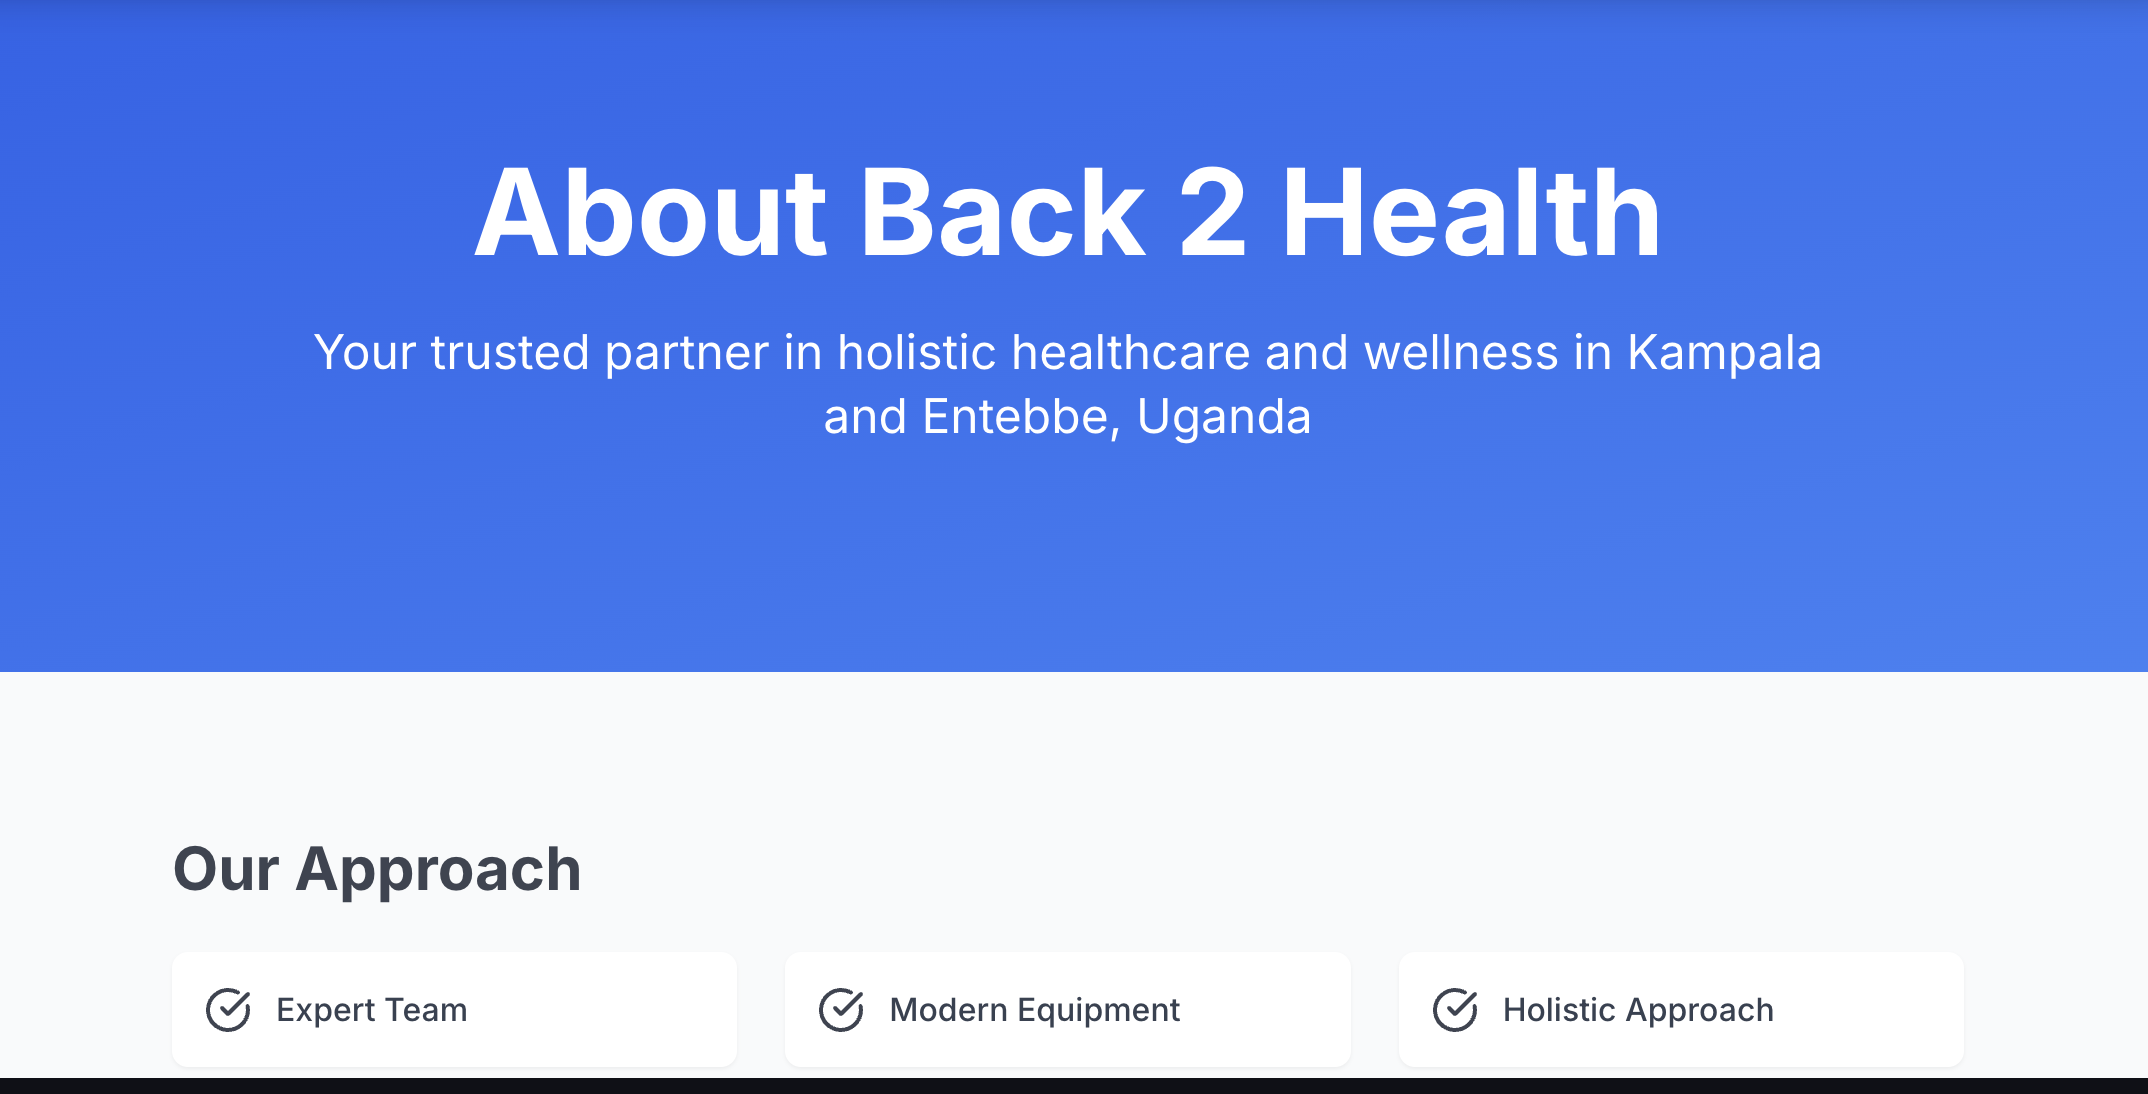 About Back 2 Health
Your trusted partner in holistic healthcare and wellness in Kampala
and Entebbe, Uganda
Our Approach
Expert Team
Modern Equipment
Holistic Approach